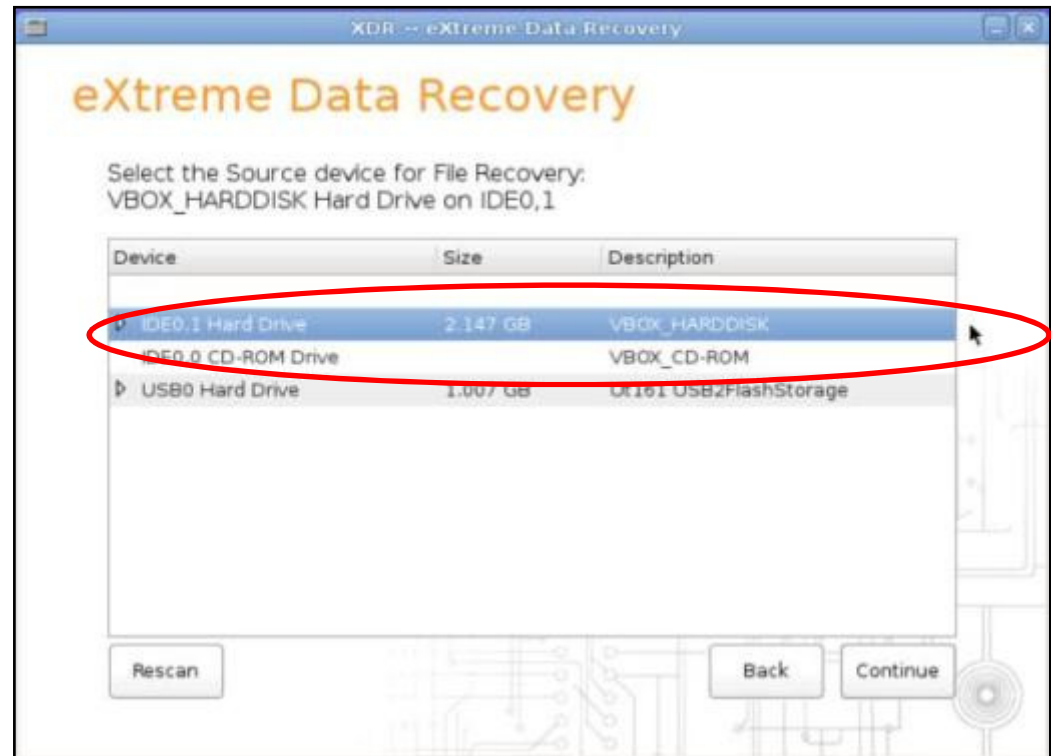 XDR -- eXtreme Data Recovery
eXtreme Data Recovery
Select the Source device for File Recovery:
VBOX_HARDDISK Hard Drive on IDE0,1
Device Size Description
IDE0.1 Hard Drive 2.147 GB VBOX_HARDDISK
IDE0.0 CD-ROM Drive VBOX_CD-ROM
USB0 Hard Drive 1.007 GB Ut161 USB2FlashStorage
Rescan Back Continue